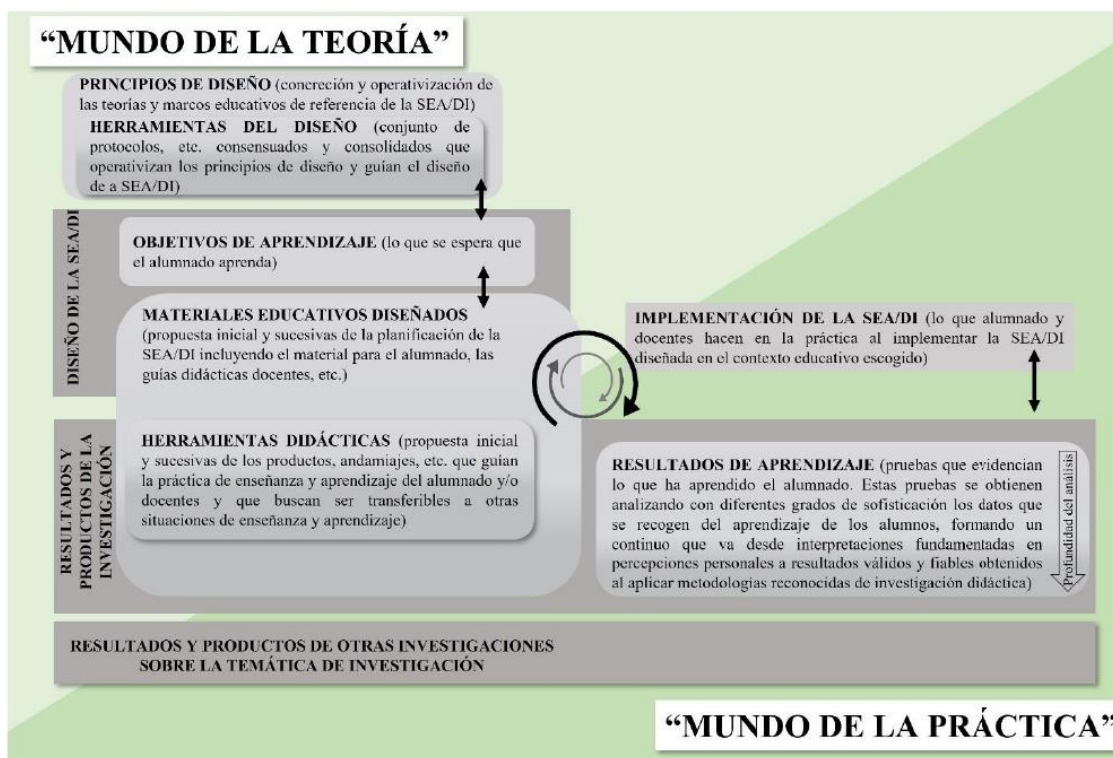 “MUNDO DE LA TEORÍA”
PRINCIPIOS DE DISEÑO (concreción y operativización de
las teorías y marcos educativos de referencia de la SEA/DI)
HERRAMIENTAS DEL DISEÑO (conjunto de
protocolos, etc. consensuados y consolidados que
operativizan los principios de diseño y guían el diseño
de a SEA/DI)
DISEÑO DE LA SEA/DI
OBJETIVOS DE APRENDIZAJE (lo que se espera que
el alumnado aprenda)
MATERIALES EDUCATIVOS DISEÑADOS
(propuesta inicial y sucesivas de la planificación de la
SEA/DI incluyendo el material para el alumnado, las
guías didácticas docentes, etc.)
IMPLEMENTACIÓN DE LA SEA/DI (lo que alumnado y
docentes hacen en la práctica al implementar la SEA/DI
diseñada en el contexto educativo escogido)
RESULTADOS Y
PRODUCTOS DE LA
INVESTIGACIÓN
HERRAMIENTAS DIDÁCTICAS (propuesta inicial
y sucesivas de los productos, andamiajes, etc. que guían
la práctica de enseñanza y aprendizaje del alumnado y/o
docentes y que buscan ser transferibles a otras
situaciones de enseñanza y aprendizaje)
RESULTADOS DE APRENDIZAJE (pruebas que evidencian
lo que ha aprendido el alumnado. Estas pruebas se obtienen
analizando con diferentes grados de sofisticación los datos que
se recogen del aprendizaje de los alumnos, formando un
continuo que va desde interpretaciones fundamentadas en
percepciones personales a resultados válidos y fiables obtenidos
al aplicar metodologías reconocidas de investigación didáctica)
Profundidad del análisis
RESULTADOS Y PRODUCTOS DE OTRAS INVESTIGACIONES
SOBRE LA TEMÁTICA DE INVESTIGACIÓN
“MUNDO DE LA PRÁCTICA”